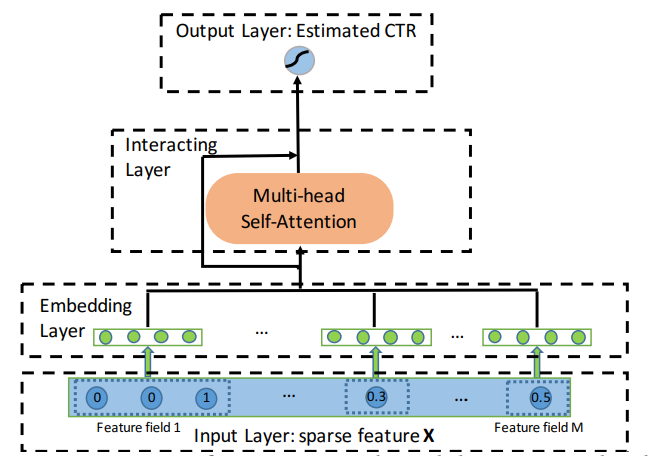 Output Layer: Estimated CTR
Interacting
Layer
Multi-head
Self-Attention
Embedding
Layer
... ...
0 0 1 ... 0.3 ... 0.5
Feature field 1 Feature field M
Input Layer: sparse feature X